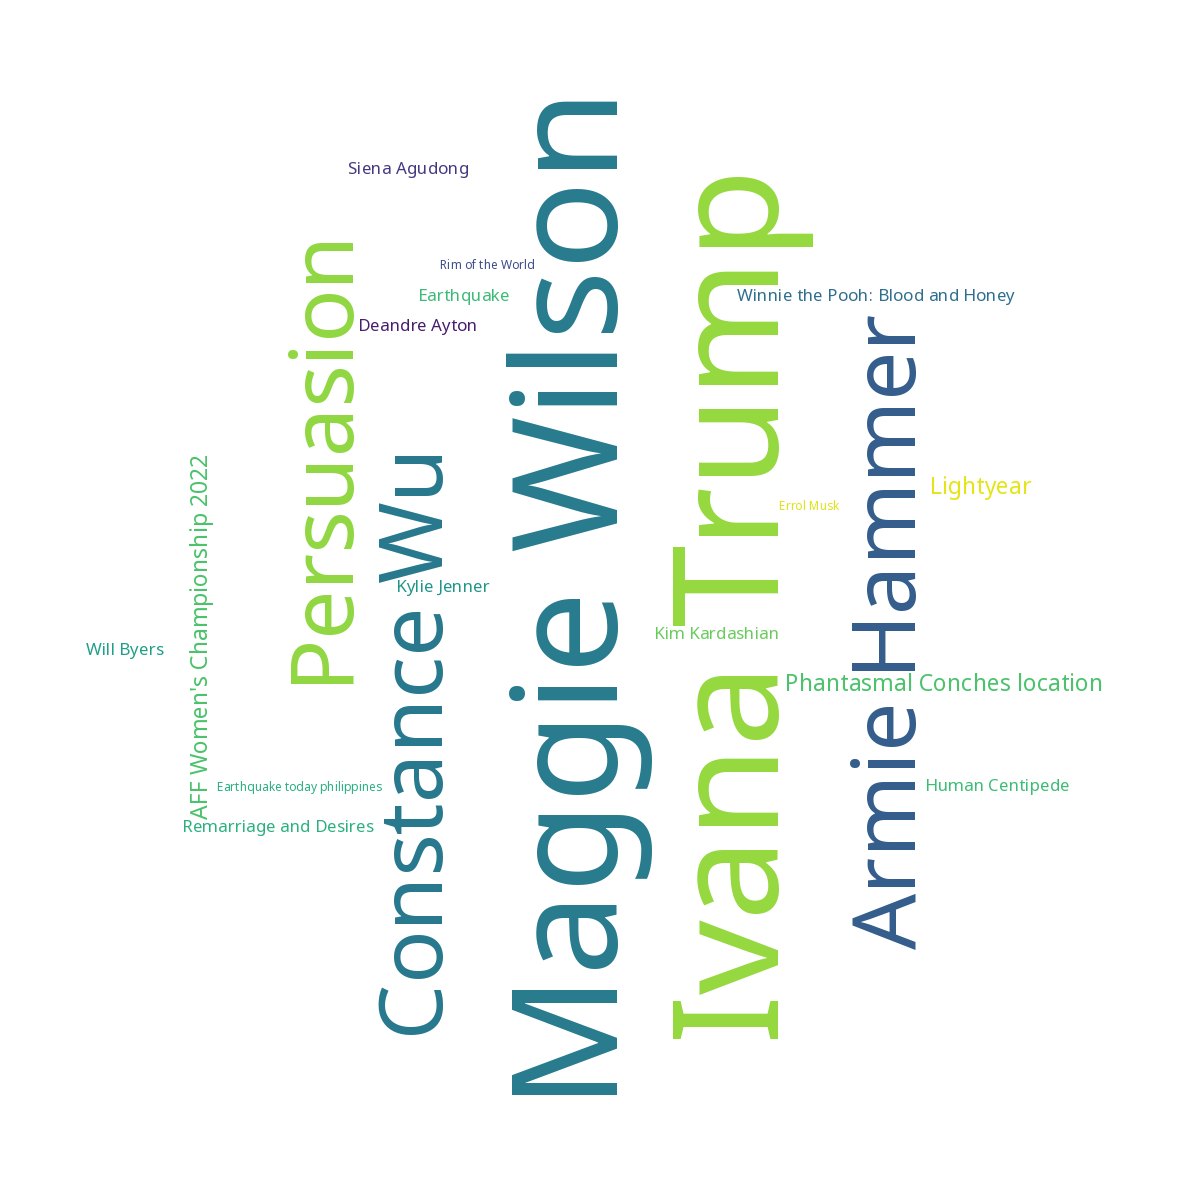 Siena Agudong
Rim of the World
Earthquake
Deandre Ayton
Winnie the Pooh: Blood and Honey
Persuasion
Maggie Wilson
Ivana Trump
Constance Wu
Armie Hammer
Lightyear
Errol Musk
AFF Women's Championship 2022
Kylie Jenner
Kim Kardashian
Will Byers
Phantasmal Conches location
Earthquake today philippines
Human Centipede
Remarriage and Desires